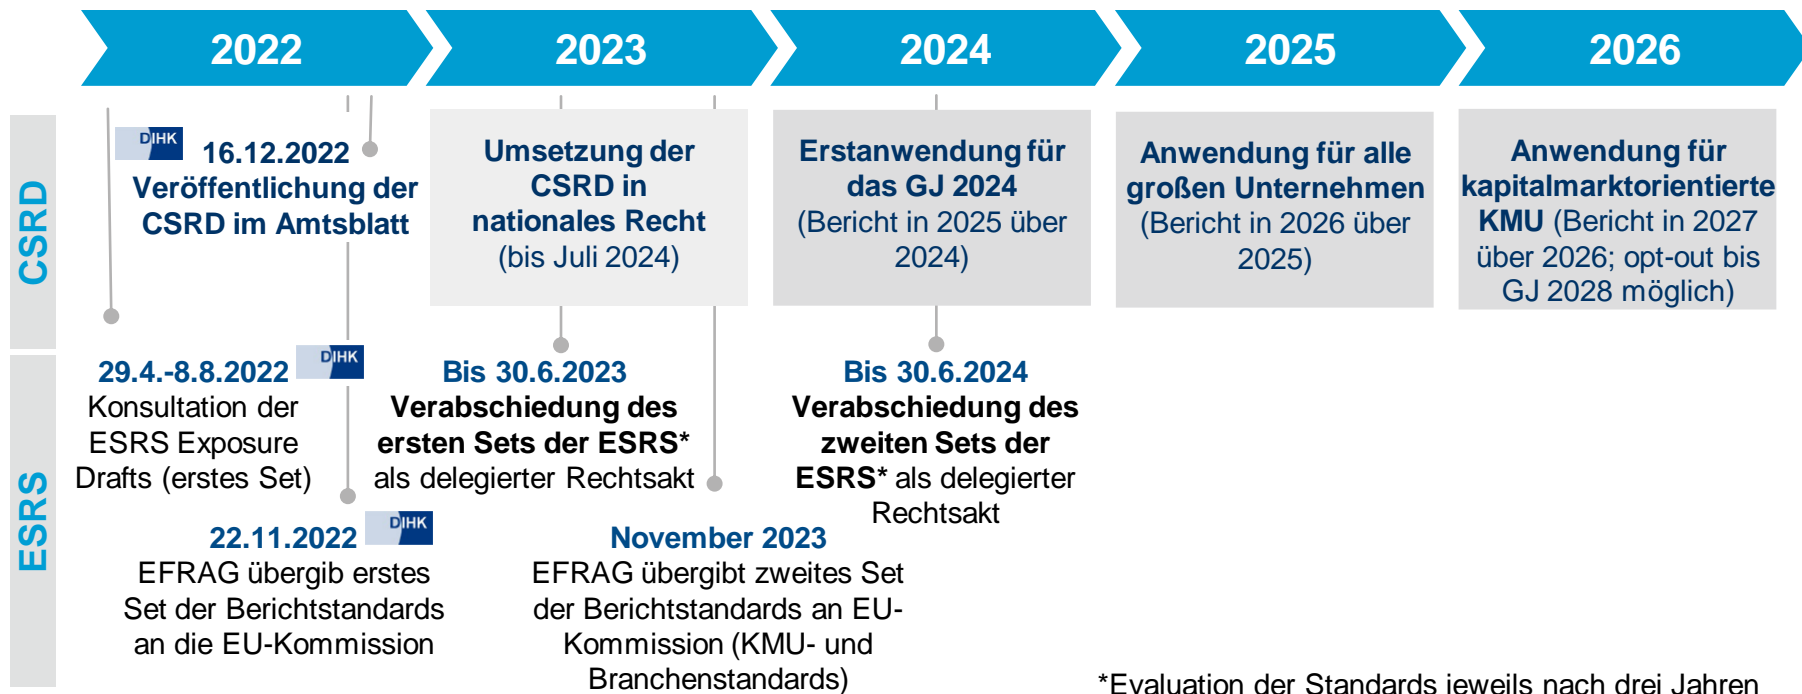 2022
2023
2024
2025
2026
CSRD
DIHK
16.12.2022
Veröffentlichung der
CSRD im Amtsblatt
Umsetzung der
CSRD in
nationales Recht
(bis Juli 2024)
Erstanwendung für
das GJ 2024
(Bericht in 2025 über
2024)
Anwendung für alle
großen Unternehmen
(Bericht in 2026 über
2025)
Anwendung für
kapitalmarktorientierte
KMU (Bericht in 2027
über 2026; opt-out bis
GJ 2028 möglich)
ESRS
DIHK
29.4.-8.8.2022
Konsultation der
ESRS Exposure
Drafts (erstes Set)
DIHK
22.11.2022
EFRAG übergib erstes
Set der Berichtstandards
an die EU-Kommission
Bis 30.6.2023
Verabschiedung des
ersten Sets der ESRS*
als delegierter Rechtsakt
November 2023
EFRAG übergibt zweites Set
der Berichtstandards an EU-
Kommission (KMU- und
Branchenstandards)
Bis 30.6.2024
Verabschiedung des
zweiten Sets der
ESRS* als delegierter
Rechtsakt
*Evaluation der Standards jeweils nach drei Jahren